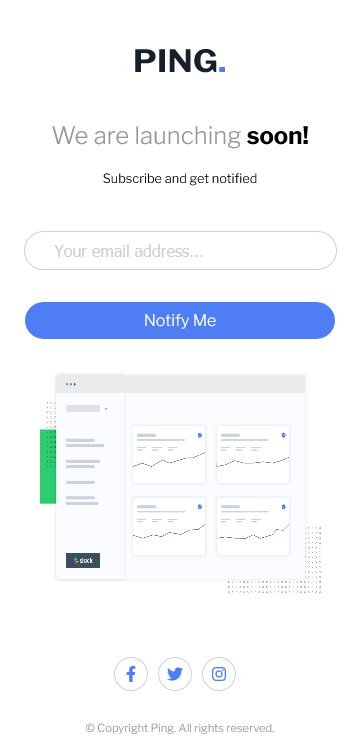 PING.
We are launching soon!
Subscribe and get notified
Your email address...
Notify Me
slack
© Copyright Ping. All rights reserved.